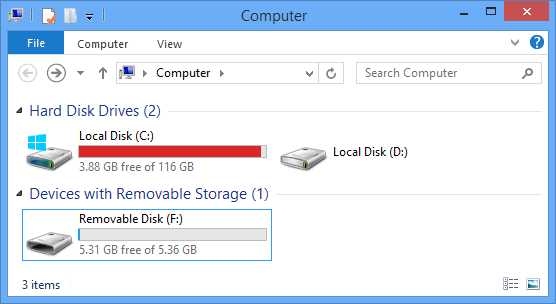 Computer
File Computer View
Computer Search Computer
Hard Disk Drives (2)
Local Disk (C:)
3.88 GB free of 116 GB
Local Disk (D:)
Devices with Removable Storage (1)
Removable Disk (F:)
5.31 GB free of 5.36 GB
3 items